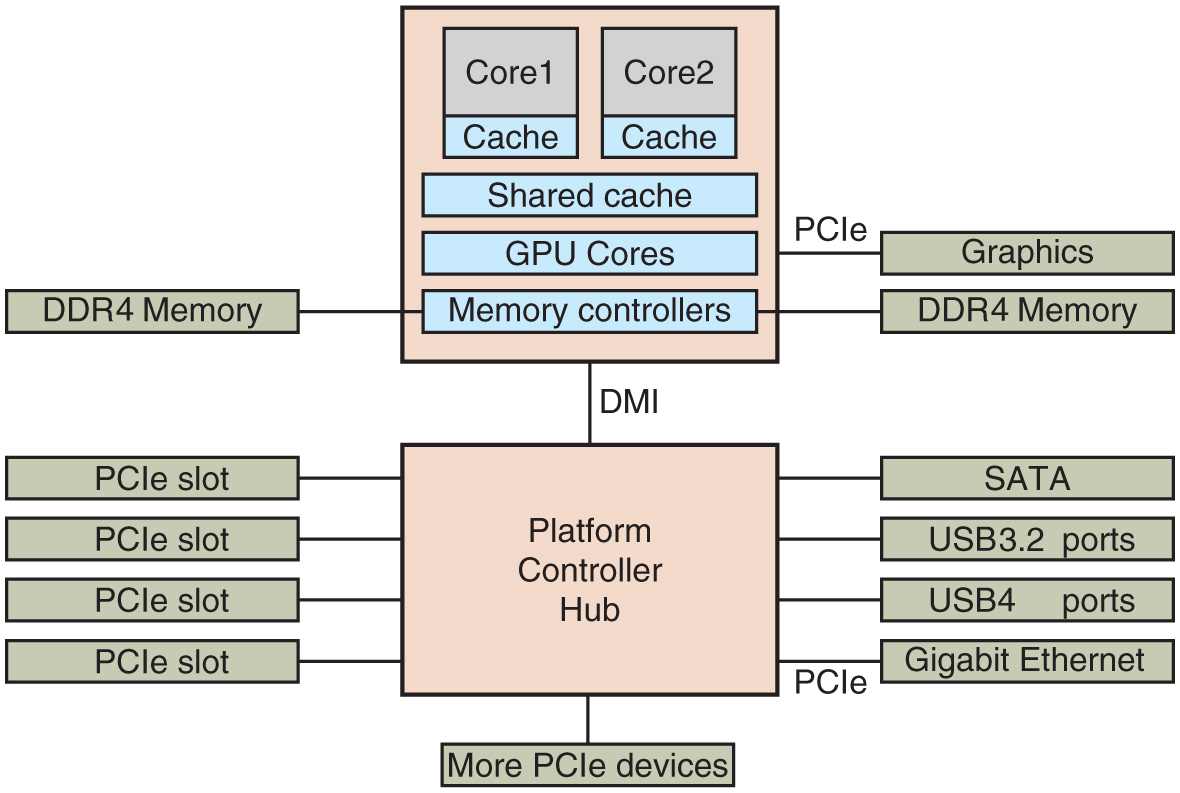 Core1
Core2
Cache
Cache
Shared cache
GPU Cores
PCIe
Graphics
DDR4 Memory
Memory controllers
DDR4 Memory
DMI
PCIe slot
PCIe slot
PCIe slot
PCIe slot
Platform
Controller
Hub
SATA
USB3.2 ports
USB4 ports
Gigabit Ethernet
PCIe
More PCIe devices